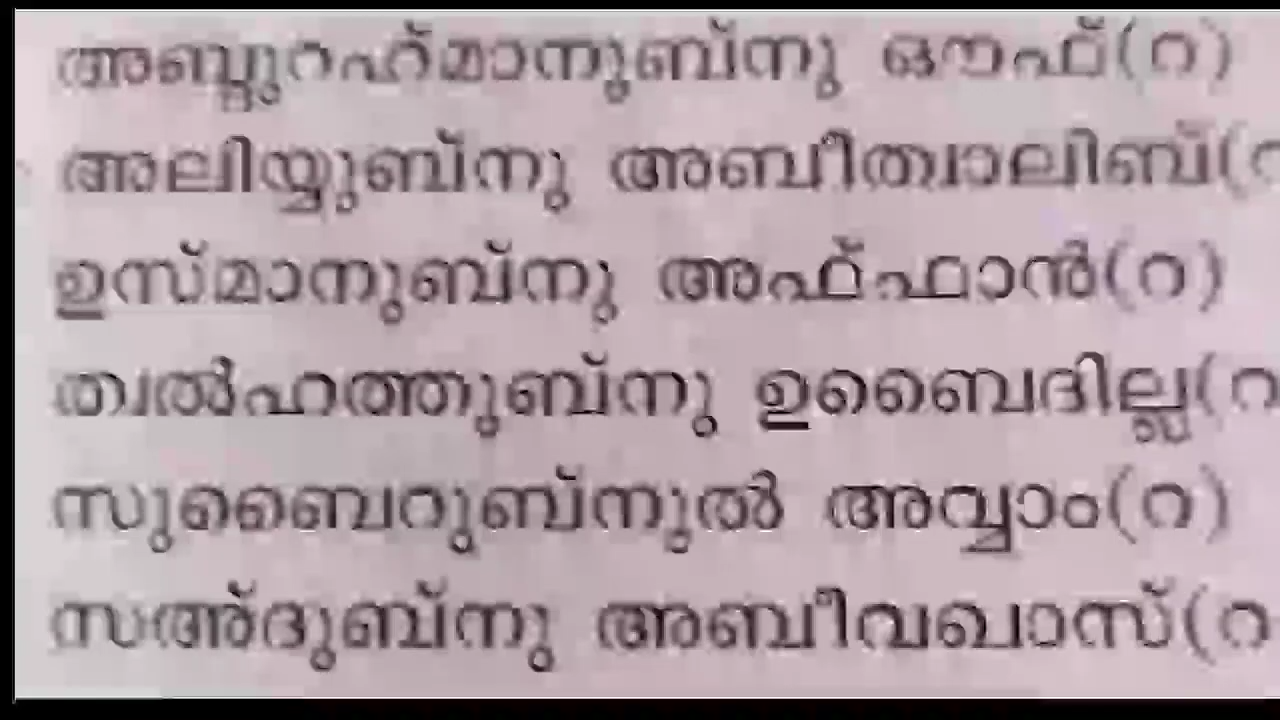 അബ്ദുറഹ്മാനുബ്നു ഔഫ്(റ)
അലിയ്യുബ്നു അബീത്വാലിബ്(റ
ഉസ്മാനുബ്നു അഫ്ഫാൻ(റ)
ത്വൽഹത്തുബ്നു ഉബൈദില്ല(റ
സുബൈറുബ്നുൽ അവ്വാം(റ)
സഅ്ദുബ്നു അബീവഖാസ്(റ